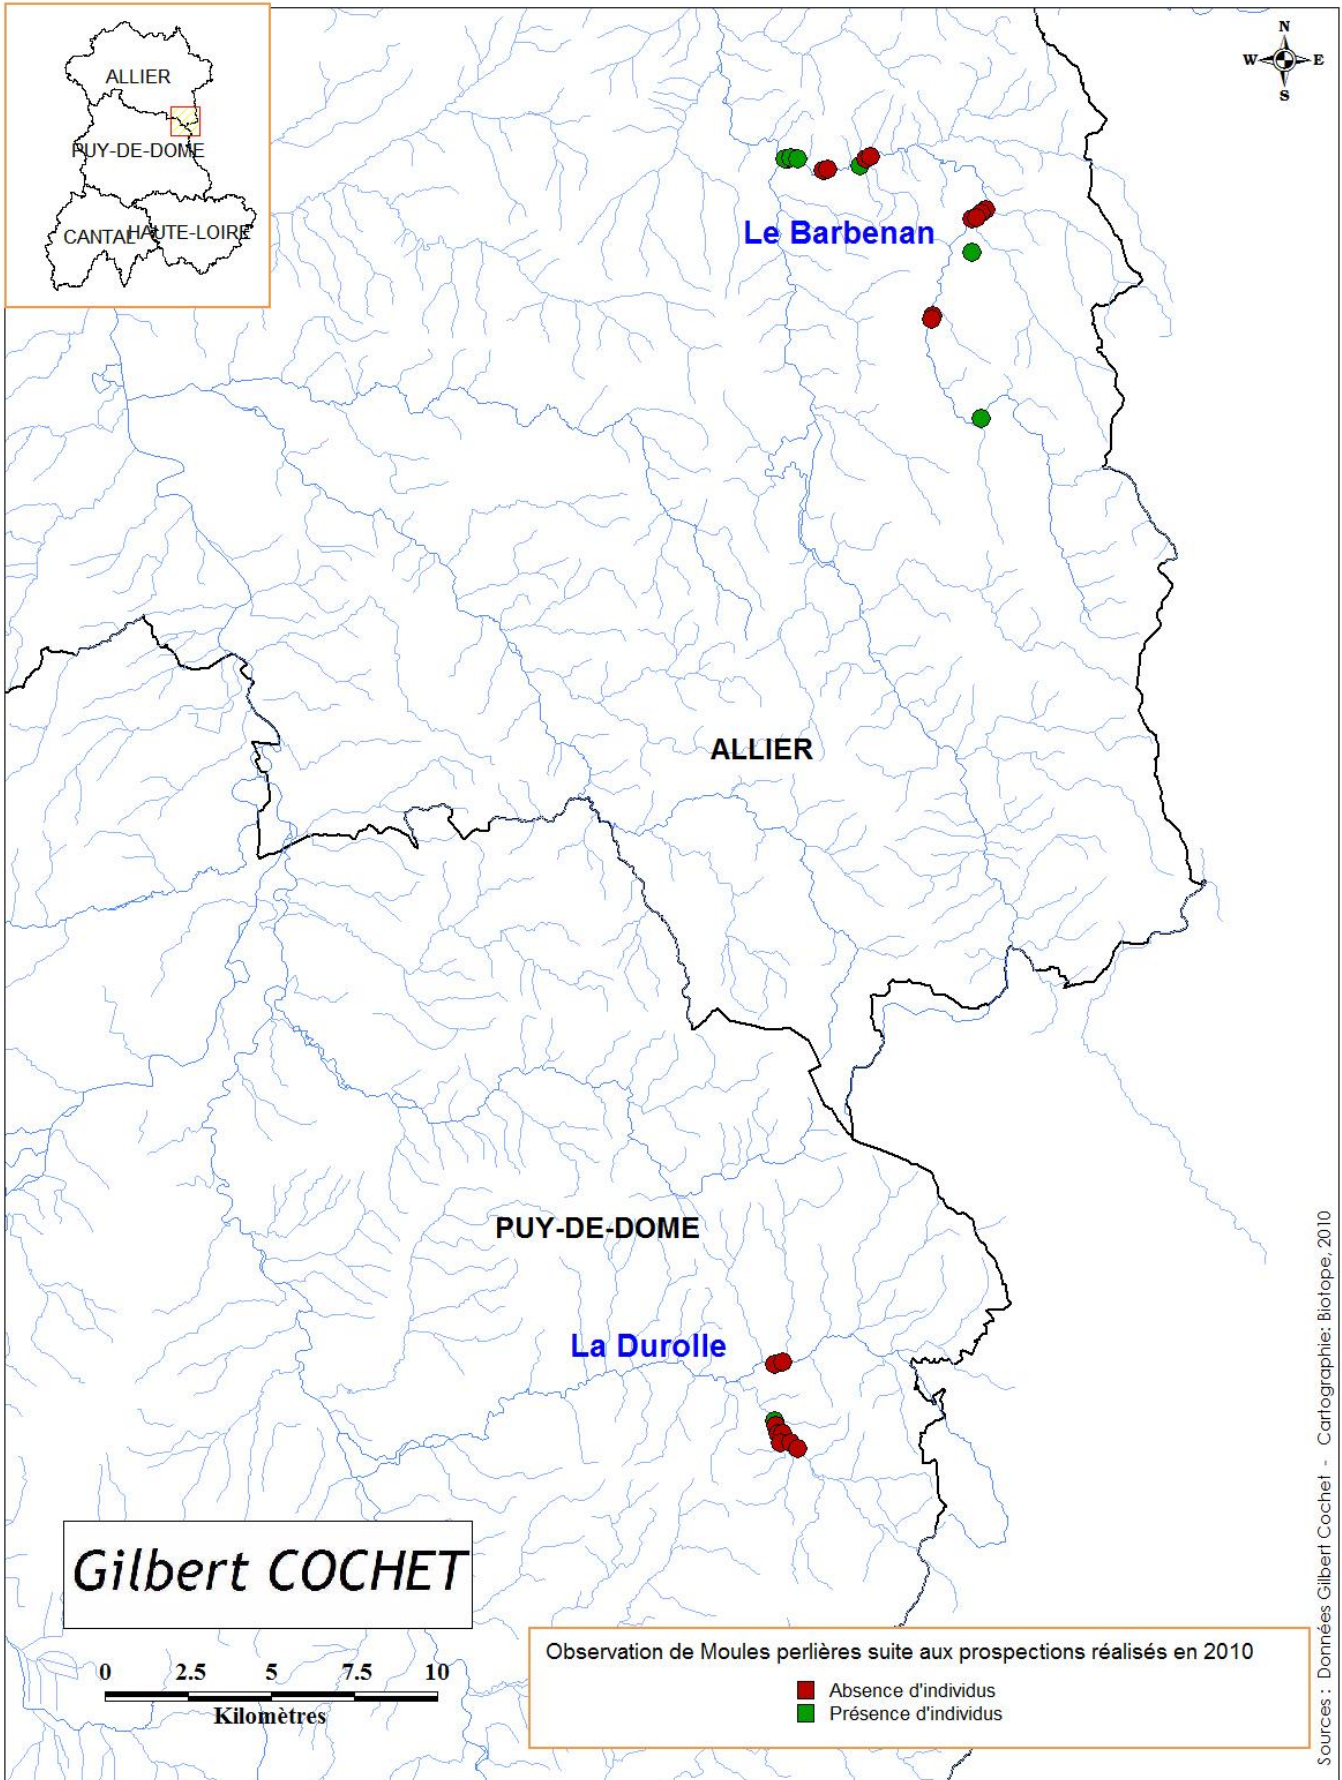 ALLIER
PUY-DE-DOME
CANTAL
HAUTE-LOIRE
N
W
E
S
Le Barbenan
ALLIER
PUY-DE-DOME
La Durolle
Gilbert COCHET
0 2.5 5 7.5 10
Kilomètres
Observation de Moules perlières suite aux prospections réalisés en 2010
Absence d'individus
Présence d'individus
Sources : Données Gilbert Cochet - Cartographie: Biotope, 2010